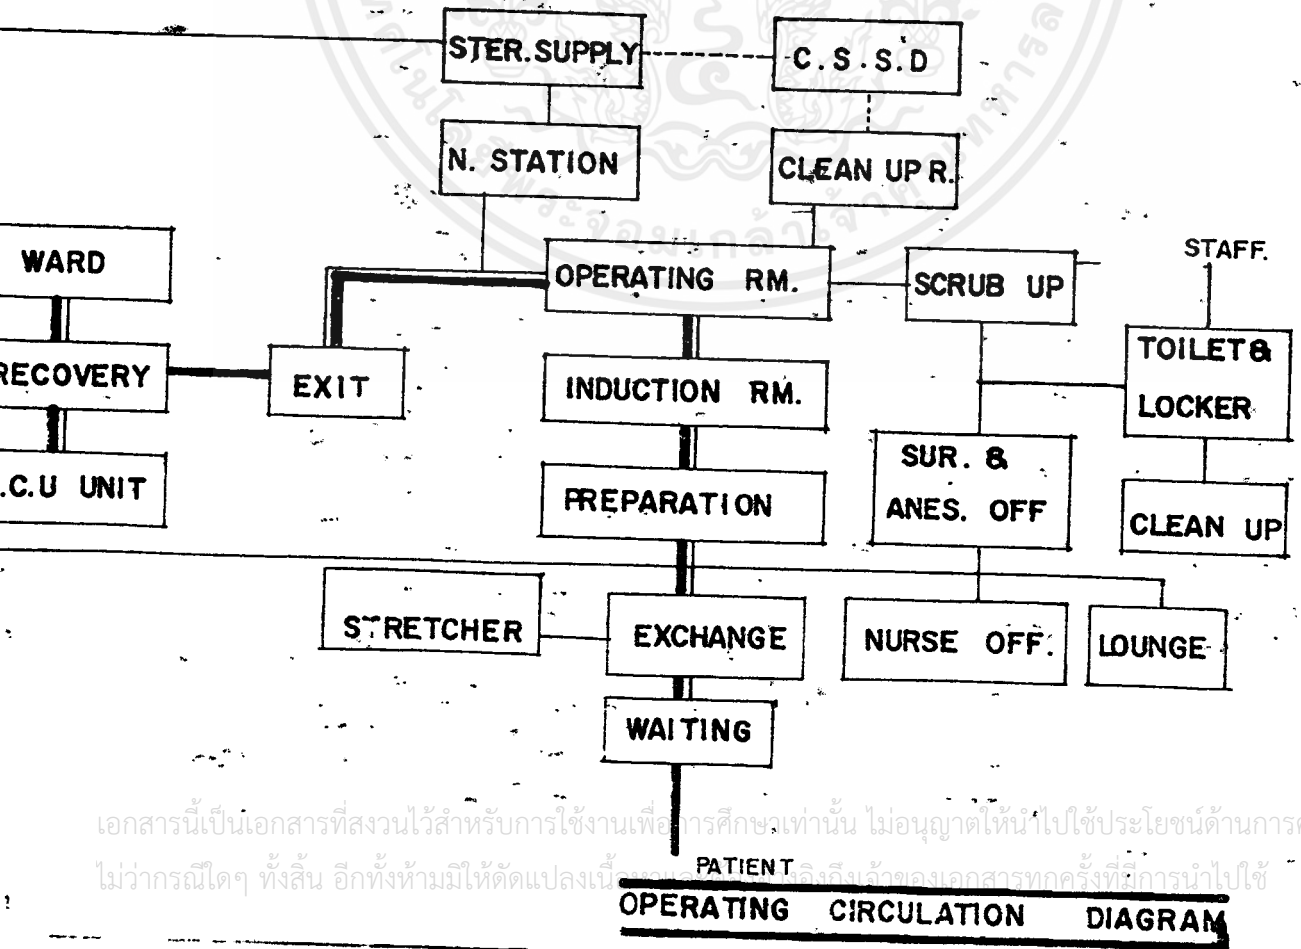 STER.SUPPLY
C.S.S.D
N. STATION
CLEAN UP R.
WARD
OPERATING RM.
SCRUB UP
STAFF.
RECOVERY
EXIT
INDUCTION RM.
TOILET &
LOCKER
.C.U UNIT
PREPARATION
SUR. &
ANES. OFF
CLEAN UP
STRETCHER
EXCHANGE
NURSE OFF.
LOUNGE
WAITING
เอกสารนี้เป็นเอกสารที่สงวนไว้สำหรับการใช้งานเพื่อการศึกษาเท่านั้น ไม่อนุญาตให้นำไปใช้ประโยชน์ด้านการ
PATIENT
ไม่ว่ากรณีใดๆ ทั้งสิ้น อีกทั้งห้ามมิให้ดัดแปลงเนื้อหา ถึงเจ้าของเอกสารทุกครั้งที่มีการนำไปใช้
OPERATING CIRCULATION DIAGRAM